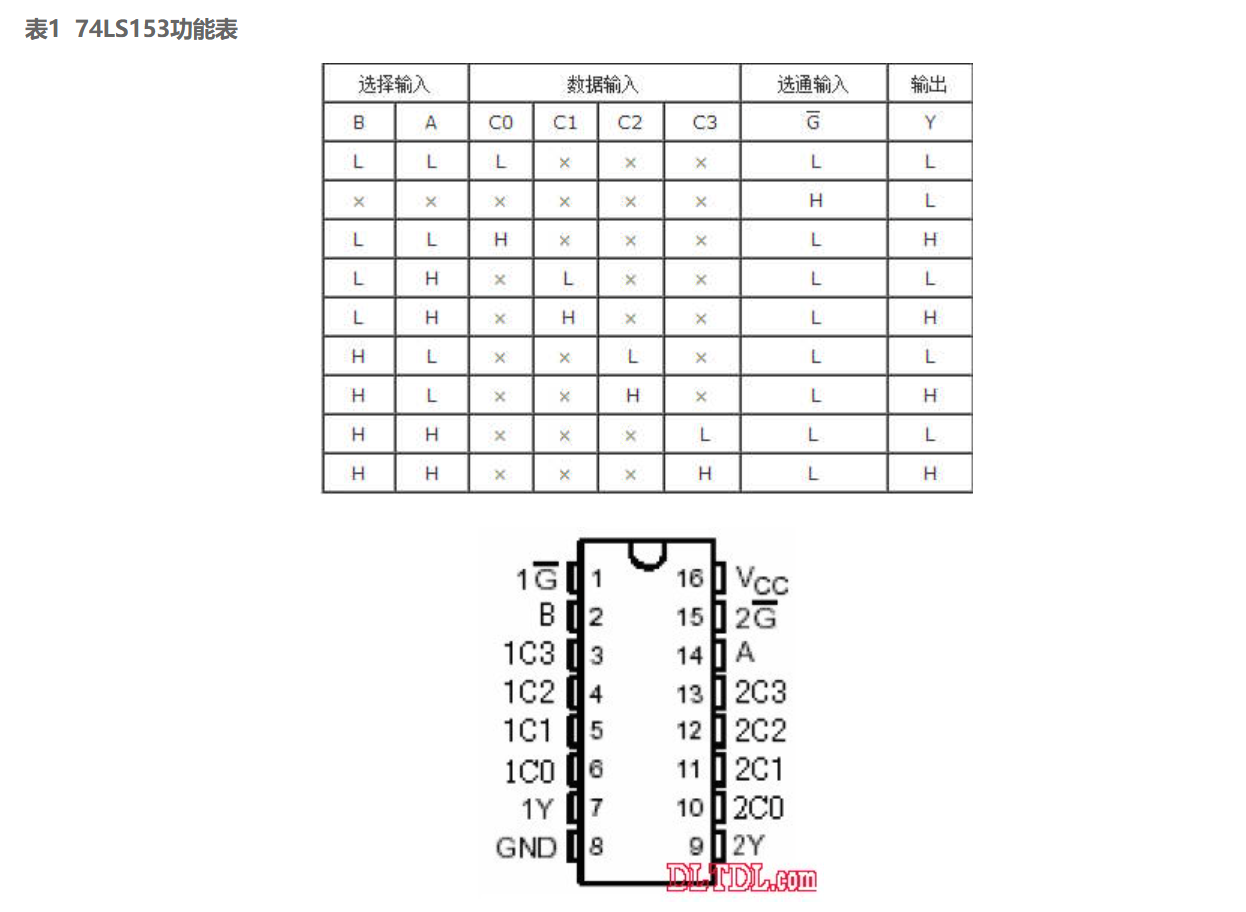 表1 74LS153功能表
选择输入 数据输入 选通输入 输出
B A C0 C1 C2 C3 G̅ Y
L L L × × × L L
× × × × × × H L
L L H × × × L H
L H × L × × L L
L H × H × × L H
H L × × L × L L
H L × × H × L H
H H × × × L L L
H H × × × H L H
1G̅ 1 16 VCC
B 2 15 2G̅
1C3 3 14 A
1C2 4 13 2C3
1C1 5 12 2C2
1C0 6 11 2C1
1Y 7 10 2C0
GND 8 9 2Y
DLTDL.com